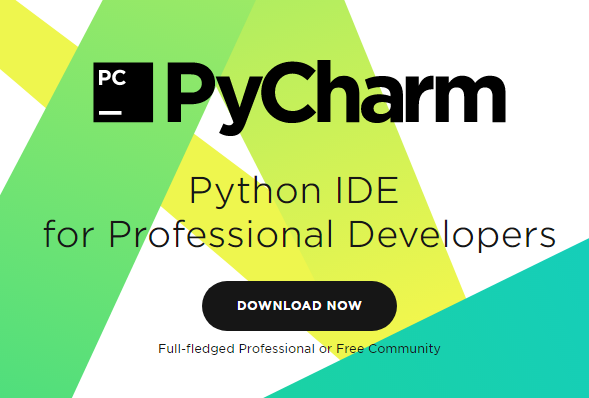 PC
PyCharm
Python IDE
for Professional Developers
DOWNLOAD NOW
Full-fledged Professional or Free Community